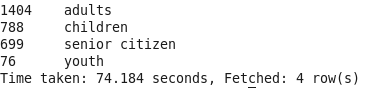 1404    adults
788     children
699     senior citizen
76      youth
Time taken: 74.184 seconds, Fetched: 4 row(s)